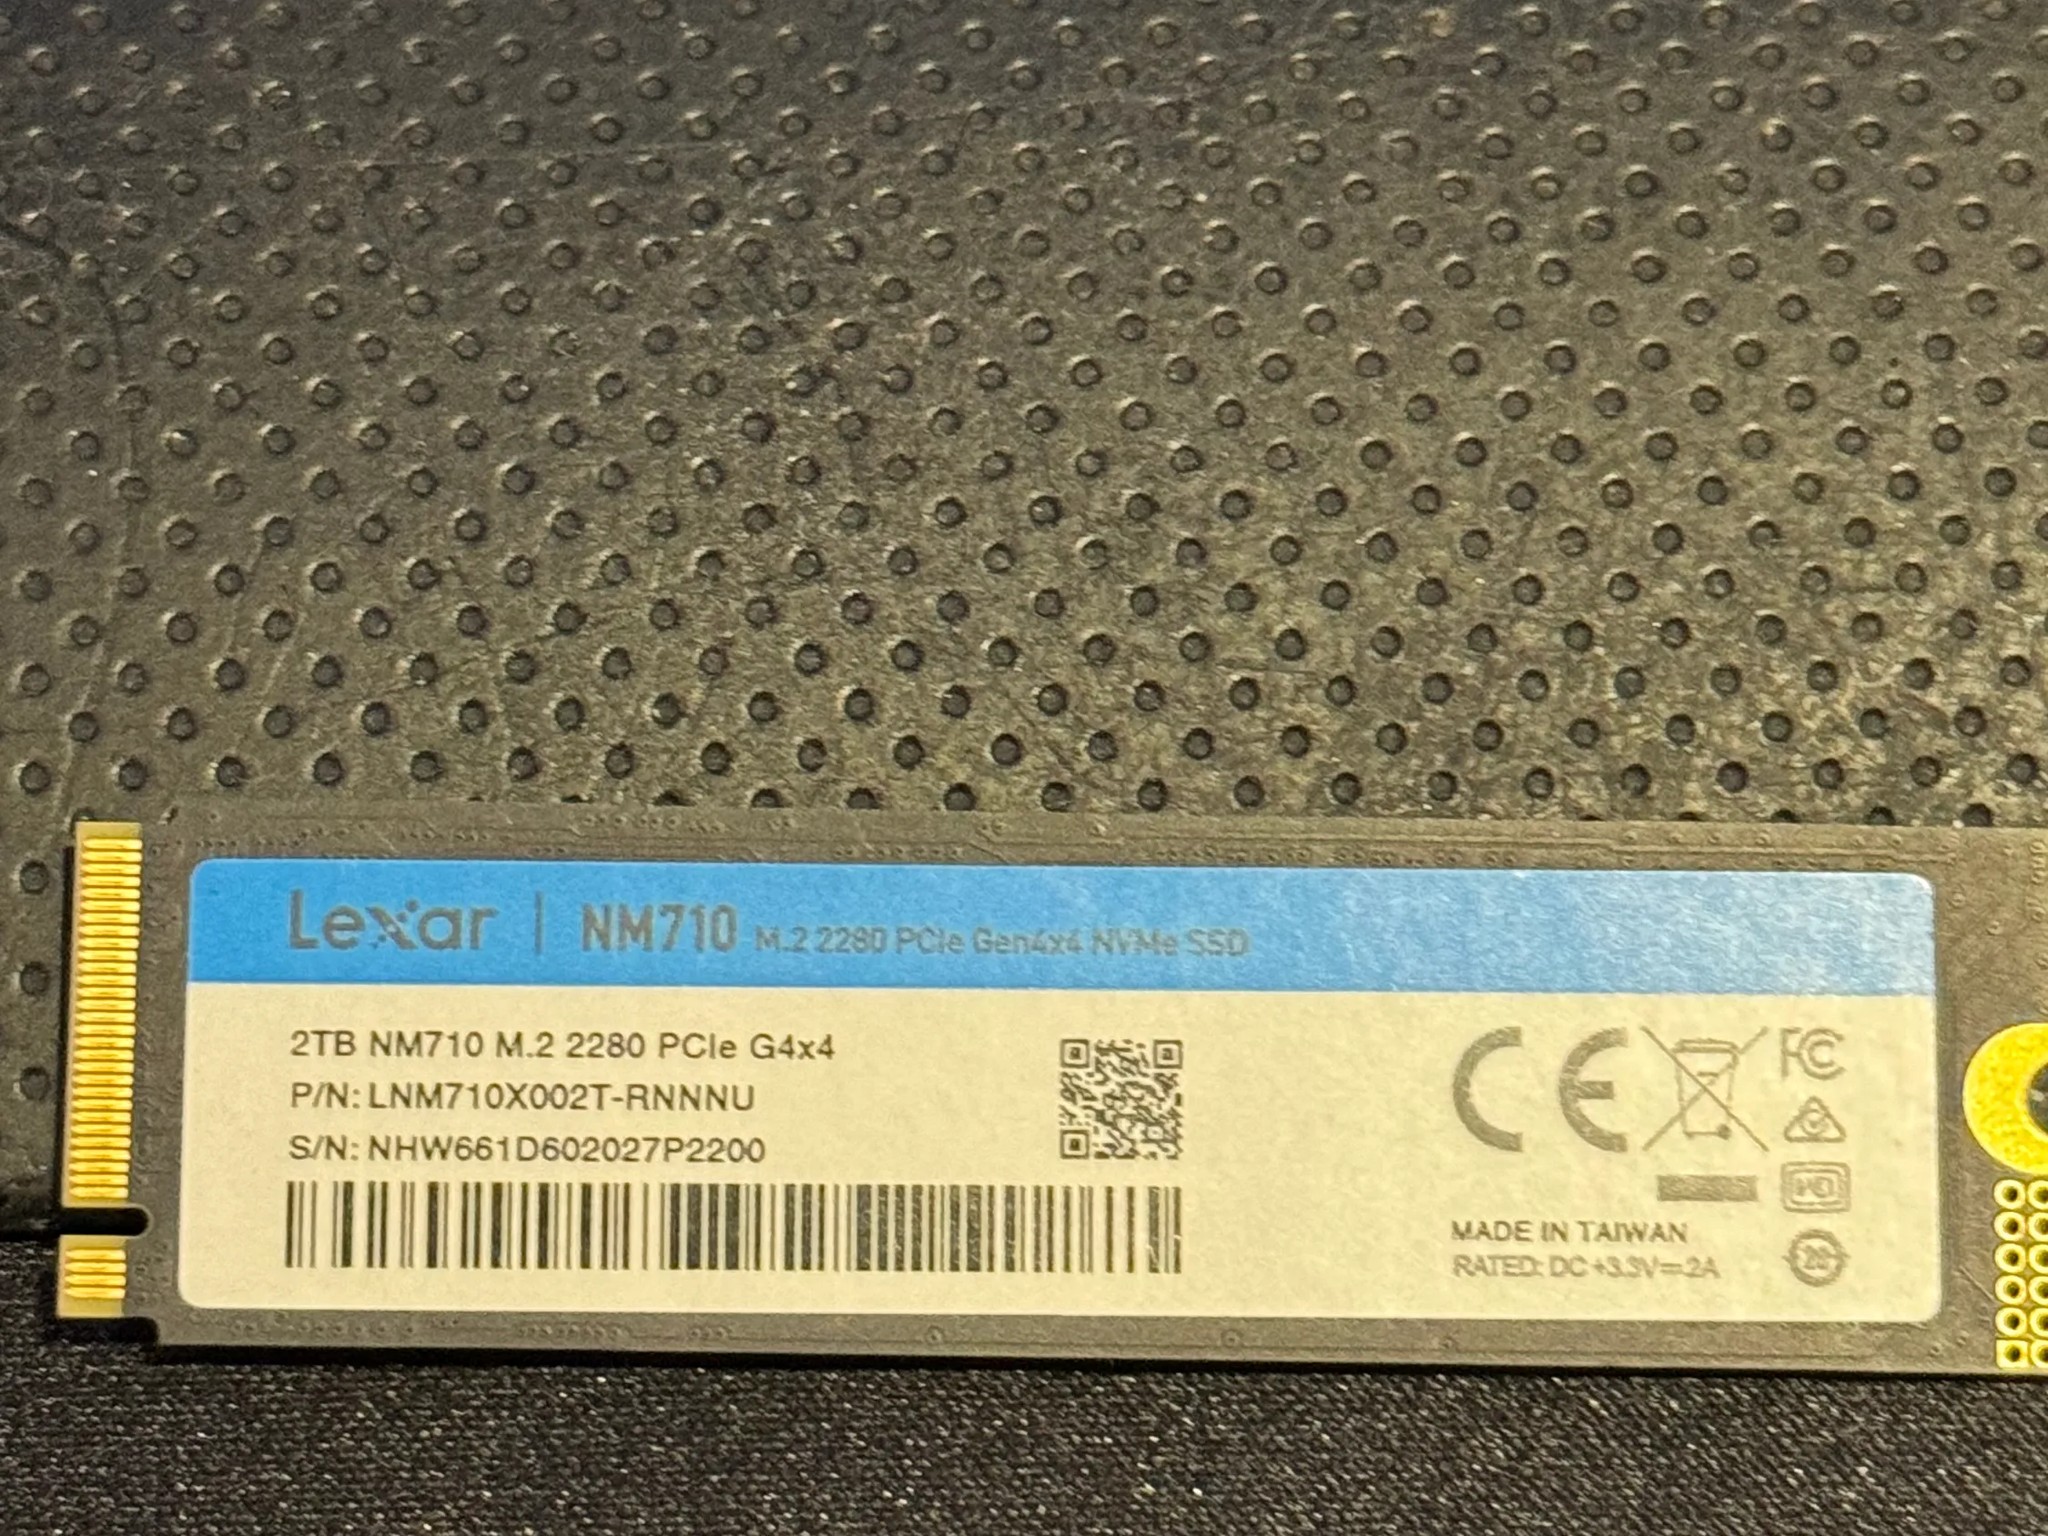 Lexar | NM710 M.2 2280 PCIe Gen4x4 NVMe SSD
2TB NM710 M.2 2280 PCIe G4x4
P/N: LNM710X002T-RNNNU
S/N: NHW661D602027P2200
CE FC
MADE IN TAIWAN
RATED: DC +3.3V⎓2A
20